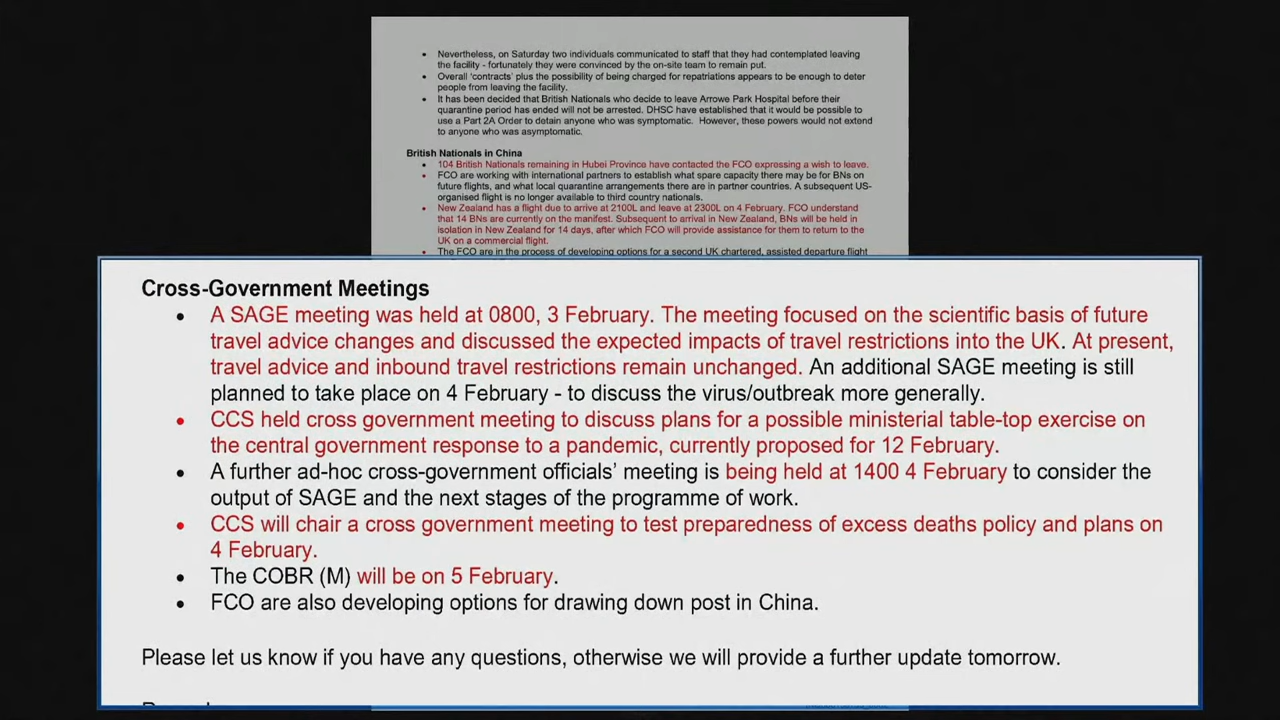 • Nevertheless, on Saturday two individuals communicated to staff that they had contemplated leaving
the facility - fortunately they were convinced by the on-site team to remain put.
• Overall 'contracts' plus the possibility of being charged for repatriations appears to be enough to deter
people from leaving the facility.
• It has been decided that British Nationals who decide to leave Arrowe Park Hospital before their
quarantine period has ended will not be arrested. DHSC have established that it would be possible to
use a Part 2A Order to detain anyone who was symptomatic. However, these powers would not extend
to anyone who was asymptomatic.
British Nationals in China
• 104 British Nationals remaining in Hubei Province have contacted the FCO expressing a wish to leave.
• FCO are working with international partners to establish what spare capacity there may be for BNs on
future flights, and what local quarantine arrangements there are in partner countries. A subsequent US-
organised flight is no longer available to third country nationals.
• New Zealand has a flight due to arrive at 2100L and leave at 2300L on 4 February. FCO understand
that 14 BNs are currently on the manifest. Subsequent to arrival in New Zealand, BNs will be held in
isolation in New Zealand for 14 days, after which FCO will provide assistance for them to return to the
UK on a commercial flight.
• The FCO are in the process of developing options for a second UK chartered, assisted departure flight
Cross-Government Meetings
• A SAGE meeting was held at 0800, 3 February. The meeting focused on the scientific basis of future
travel advice changes and discussed the expected impacts of travel restrictions into the UK. At present,
travel advice and inbound travel restrictions remain unchanged. An additional SAGE meeting is still
planned to take place on 4 February - to discuss the virus/outbreak more generally.
• CCS held cross government meeting to discuss plans for a possible ministerial table-top exercise on
the central government response to a pandemic, currently proposed for 12 February.
• A further ad-hoc cross-government officials' meeting is being held at 1400 4 February to consider the
output of SAGE and the next stages of the programme of work.
• CCS will chair a cross government meeting to test preparedness of excess deaths policy and plans on
4 February.
• The COBR (M) will be on 5 February.
• FCO are also developing options for drawing down post in China.
Please let us know if you have any questions, otherwise we will provide a further update tomorrow.